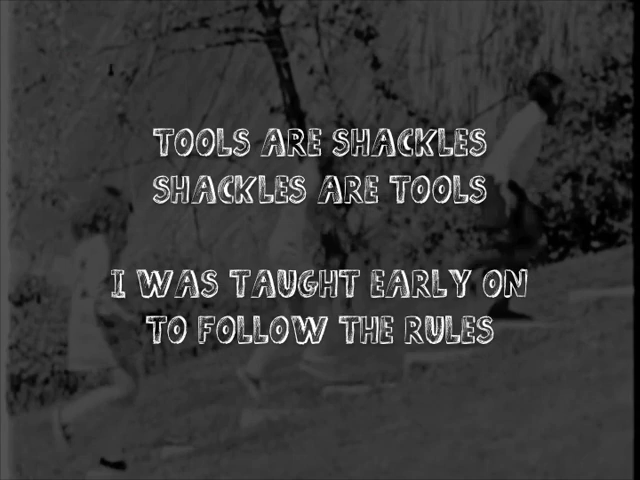 TOOLS ARE SHACKLES
SHACKLES ARE TOOLS
I WAS TAUGHT EARLY ON
TO FOLLOW THE RULES